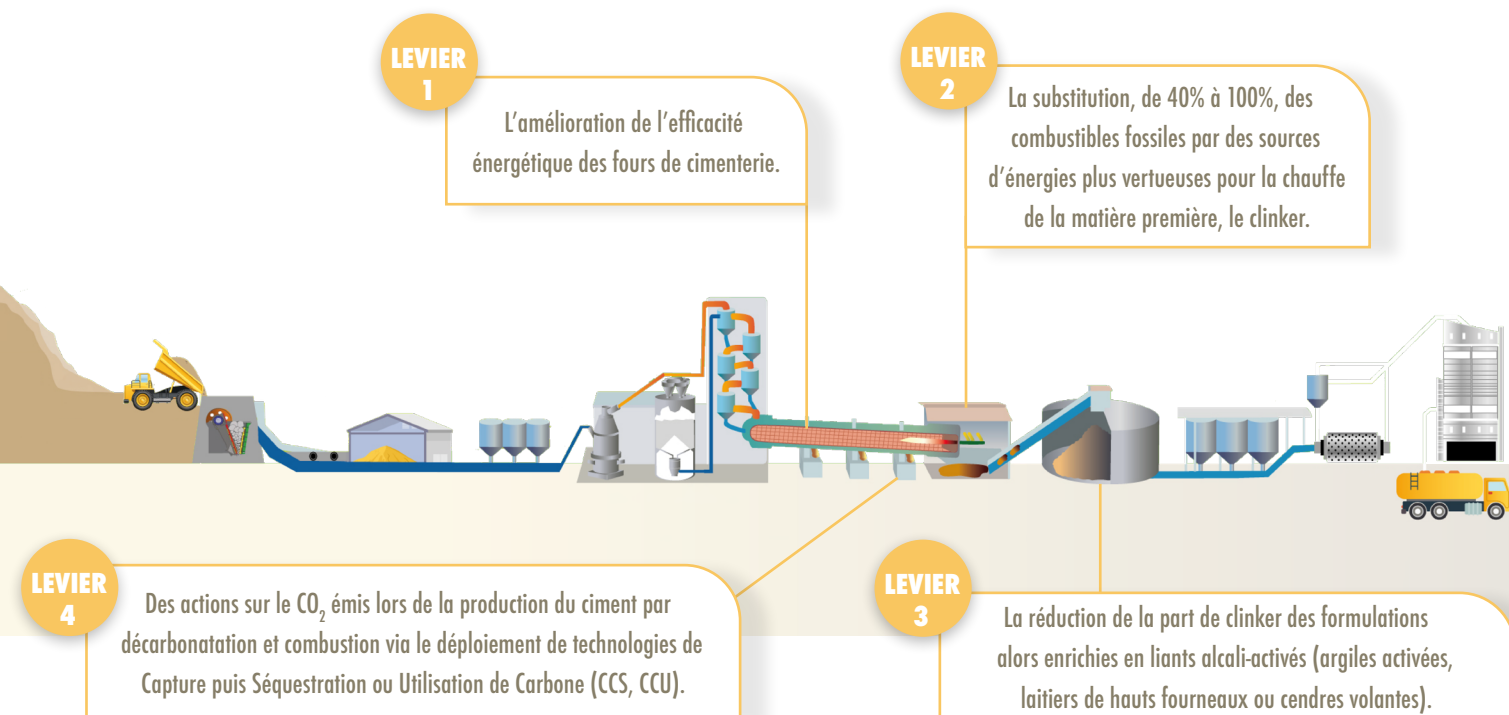 LEVIER
1
L'amélioration de l'efficacité
énergétique des fours de cimenterie.
LEVIER
2
La substitution, de 40% à 100%, des
combustibles fossiles par des sources
d'énergies plus vertueuses pour la chauffe
de la matière première, le clinker.
LEVIER
4
Des actions sur le CO₂ émis lors de la production du ciment par
décarbonatation et combustion via le déploiement de technologies de
Capture puis Séquestration ou Utilisation de Carbone (CCS, CCU).
LEVIER
3
La réduction de la part de clinker des formulations
alors enrichies en liants alcali-activés (argiles activées,
laitiers de hauts fourneaux ou cendres volantes).